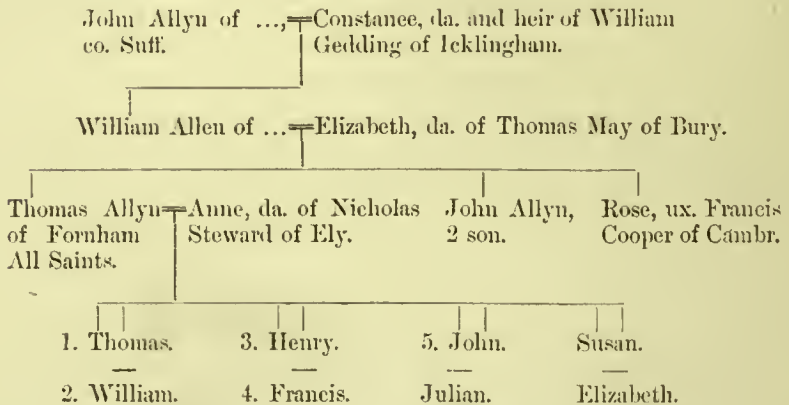 John Allyn of ...,=Constance, da. and heir of William
co. Suff. Gedding of Icklingham.
William Allen of ...=Elizabeth, da. of Thomas May of Bury.
Thomas Allyn=Anne, da. of Nicholas John Allyn, Rose, ux. Francis
of Fornham Steward of Ely. 2 son. Cooper of Cambr.
All Saints.
1. Thomas. 3. Henry. 5. John. Susan.
2. William. 4. Francis. Julian. Elizabeth.